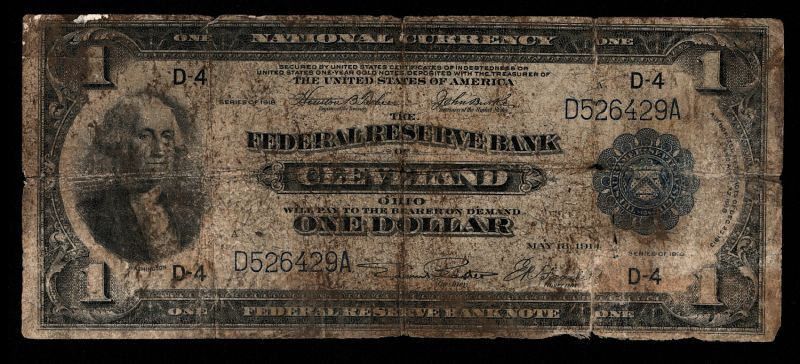 ONE NATIONAL CURRENCY ONE
SECURED BY UNITED STATES CERTIFICATES OF INDEBTEDNESS OR
UNITED STATES ONE-YEAR GOLD NOTES, DEPOSITED WITH THE TREASURER OF
THE UNITED STATES OF AMERICA
1 D-4 D-4 1
SERIES OF 1918
D526429A
THE
FEDERAL RESERVE BANK
OF
CLEVELAND
OHIO
WILL PAY TO THE BEARER ON DEMAND
ONE DOLLAR
MAY 18, 1914
SERIES OF 1918
WASHINGTON
D-4 D526429A D-4
1 1
ONE FEDERAL RESERVE BANK NOTE ONE